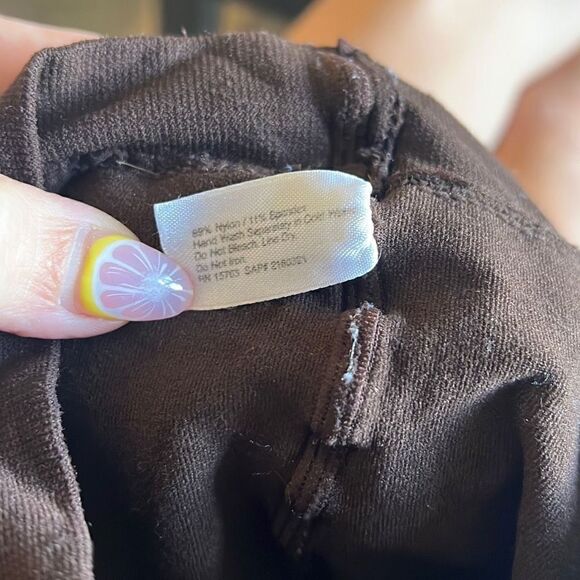 89% Nylon / 11% Spandex
Hand Wash Separately in Cold Water
Do Not Bleach. Line Dry.
Do Not Iron.
RN 15763 SAP# 2180321